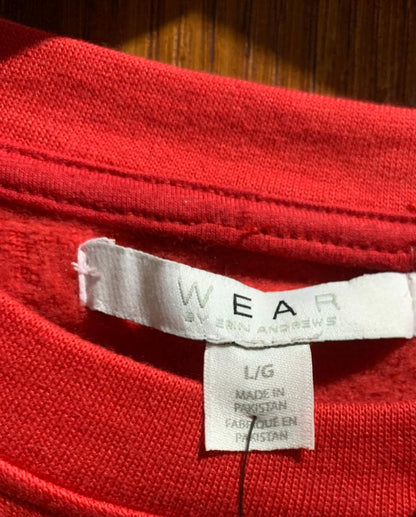 WEAR
BY ERIN ANDREWS
L/G
MADE IN
PAKISTAN
FABRIQUÉ EN
PAKISTAN